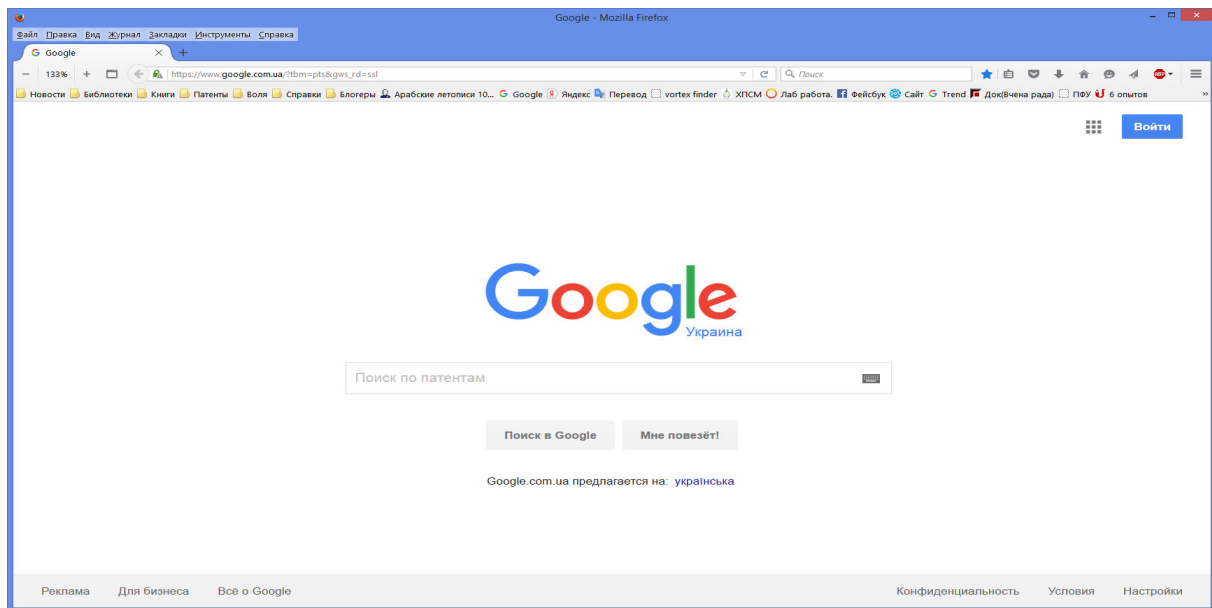 Google - Mozilla Firefox
Файл Правка Вид Журнал Закладки Инструменты Справка
Google
133% https://www.google.com.ua/?tbm=pts&gws_rd=ssl Поиск ABP
Новости Библиотеки Книги Патенты Воля Справки Блогеры Арабские летописи 10... Google Яндекс Перевод vortex finder ХПСМ Лаб работа. Фейсбук Сайт Trend Док(Вчена рада) ПФУ 6 опытов
Войти
Google
Украина
Поиск по патентам
Поиск в Google Мне повезёт!
Google.com.ua предлагается на: українська
Реклама Для бизнеса Всё о Google Конфиденциальность Условия Настройки